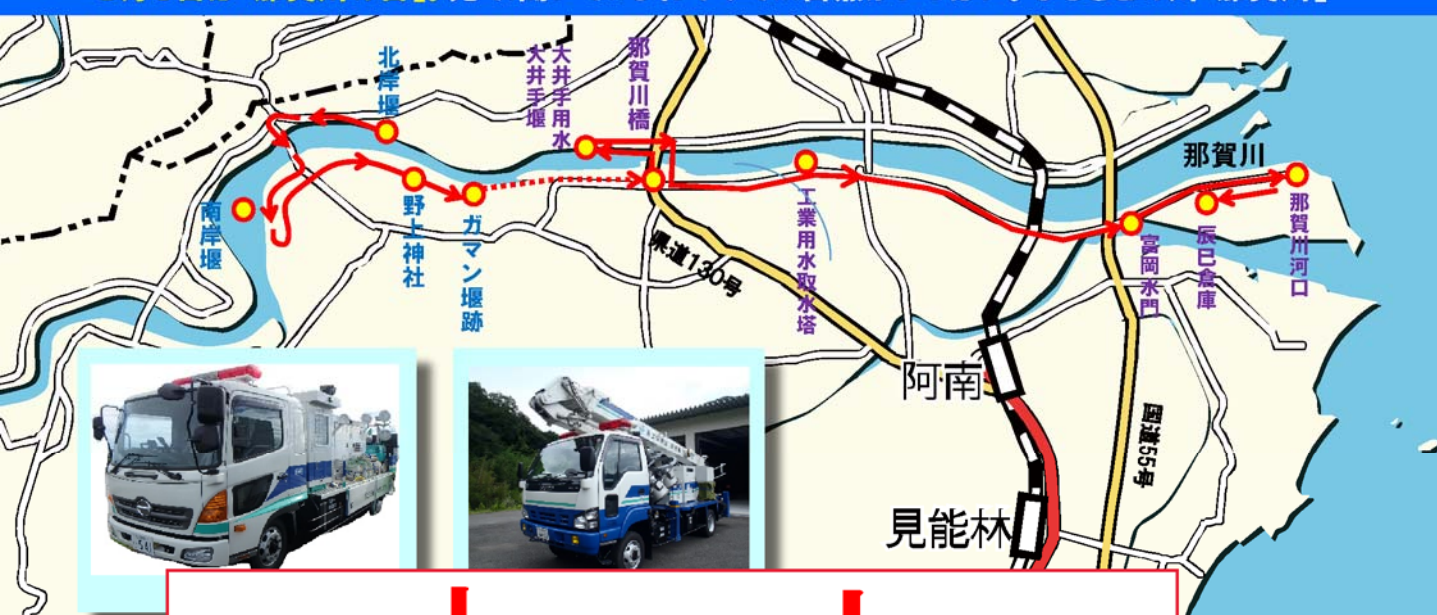 北岸堰
大井手堰
大井手用水
那賀川橋
那賀川
南岸堰
野上神社
ガマン堰跡
県道130号
工業用水取水塔
富岡水門
辰巳倉庫
那賀川河口
阿南
国道55号
見能林